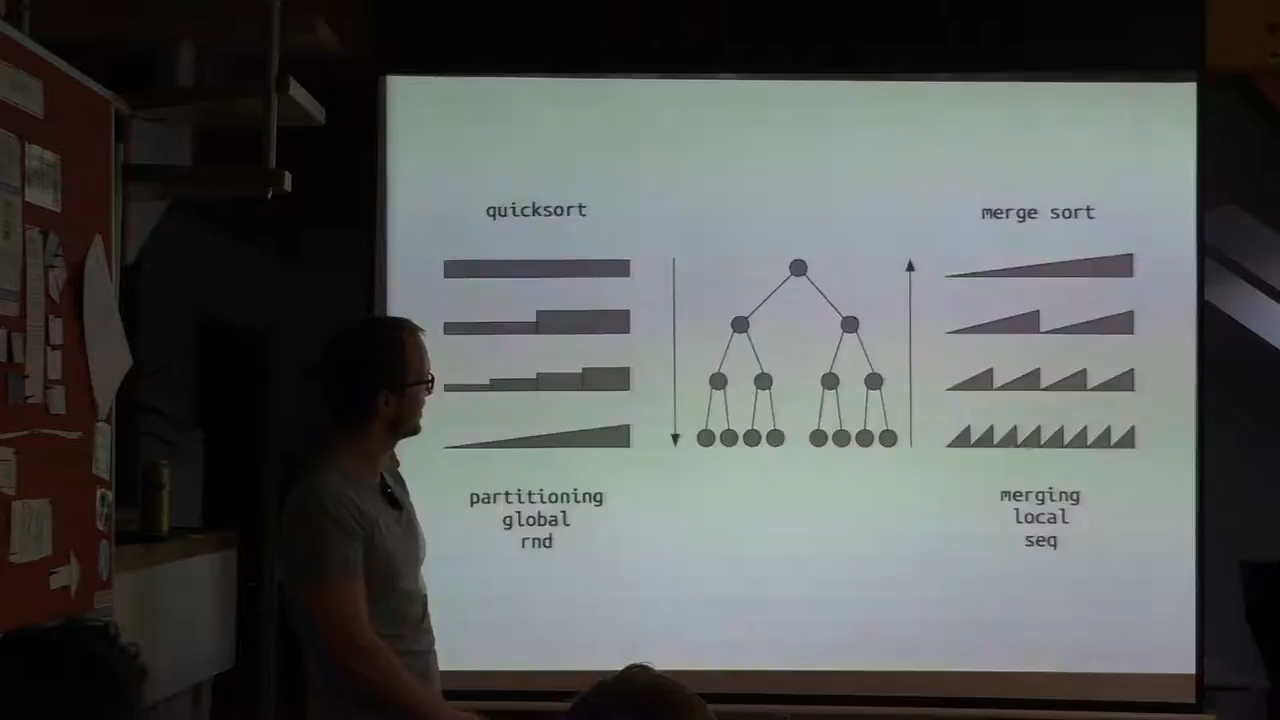 quicksort
merge sort
partitioning
global
rnd
merging
local
seq